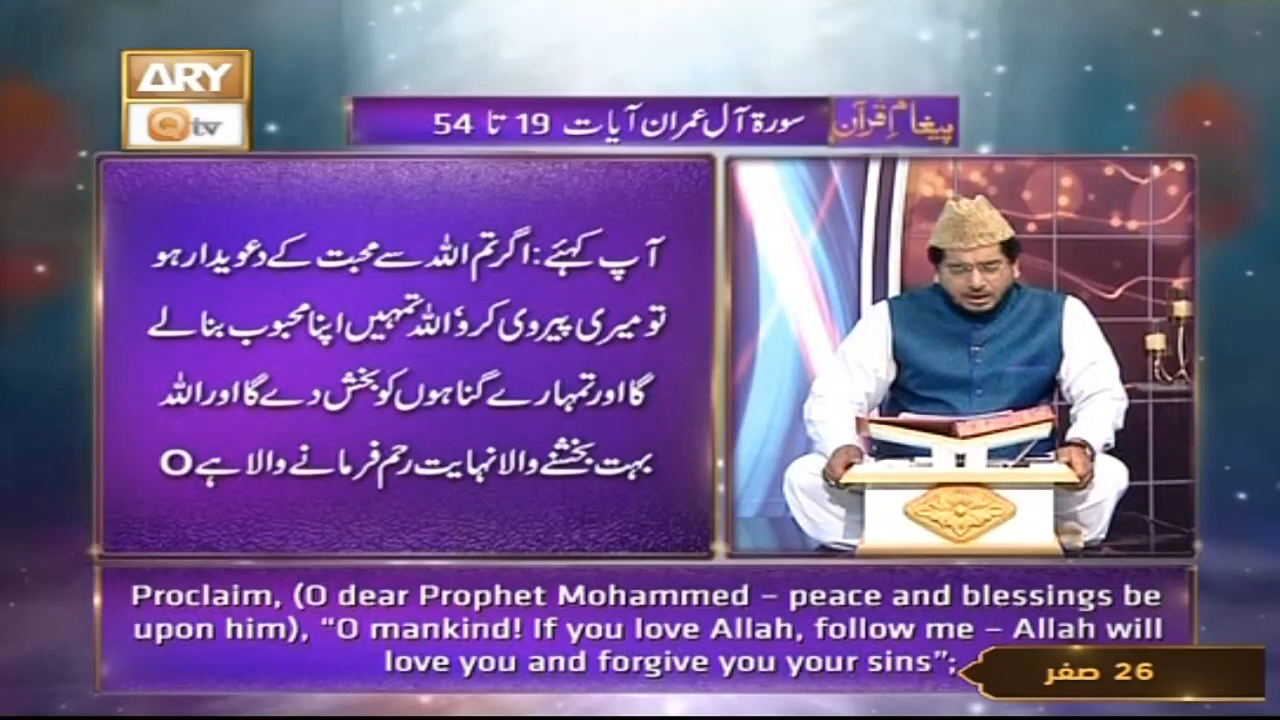 ARY
Qtv
پیغامِ قرآن
سورۃ آل عمران آیات 19 تا 54
آپ کہئے: اگر تم اللہ سے محبت کے دعویدار ہو
تو میری پیروی کرو اللہ تمہیں اپنا محبوب بنالے
گا اور تمہارے گناہوں کو بخش دے گا اور اللہ
بہت بخشنے والا نہایت رحم فرمانے والا ہے O
Proclaim, (O dear Prophet Mohammed – peace and blessings be
upon him), “O mankind! If you love Allah, follow me – Allah will
love you and forgive you your sins”;
26 صفر